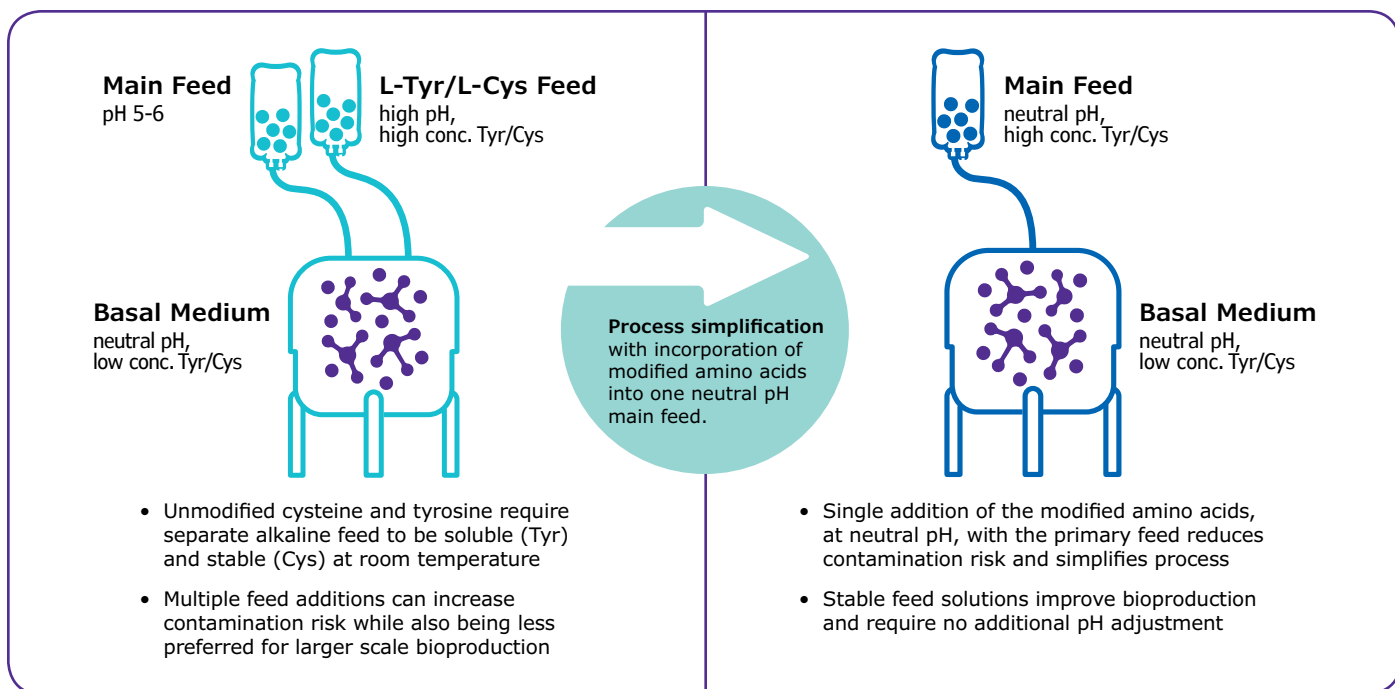 Main Feed
pH 5-6
L-Tyr/L-Cys Feed
high pH,
high conc. Tyr/Cys
Basal Medium
neutral pH,
low conc. Tyr/Cys
• Unmodified cysteine and tyrosine require
separate alkaline feed to be soluble (Tyr)
and stable (Cys) at room temperature
• Multiple feed additions can increase
contamination risk while also being less
preferred for larger scale bioproduction
Process simplification
with incorporation of
modified amino acids
into one neutral pH
main feed.
Main Feed
neutral pH,
high conc. Tyr/Cys
Basal Medium
neutral pH,
low conc. Tyr/Cys
• Single addition of the modified amino acids,
at neutral pH, with the primary feed reduces
contamination risk and simplifies process
• Stable feed solutions improve bioproduction
and require no additional pH adjustment